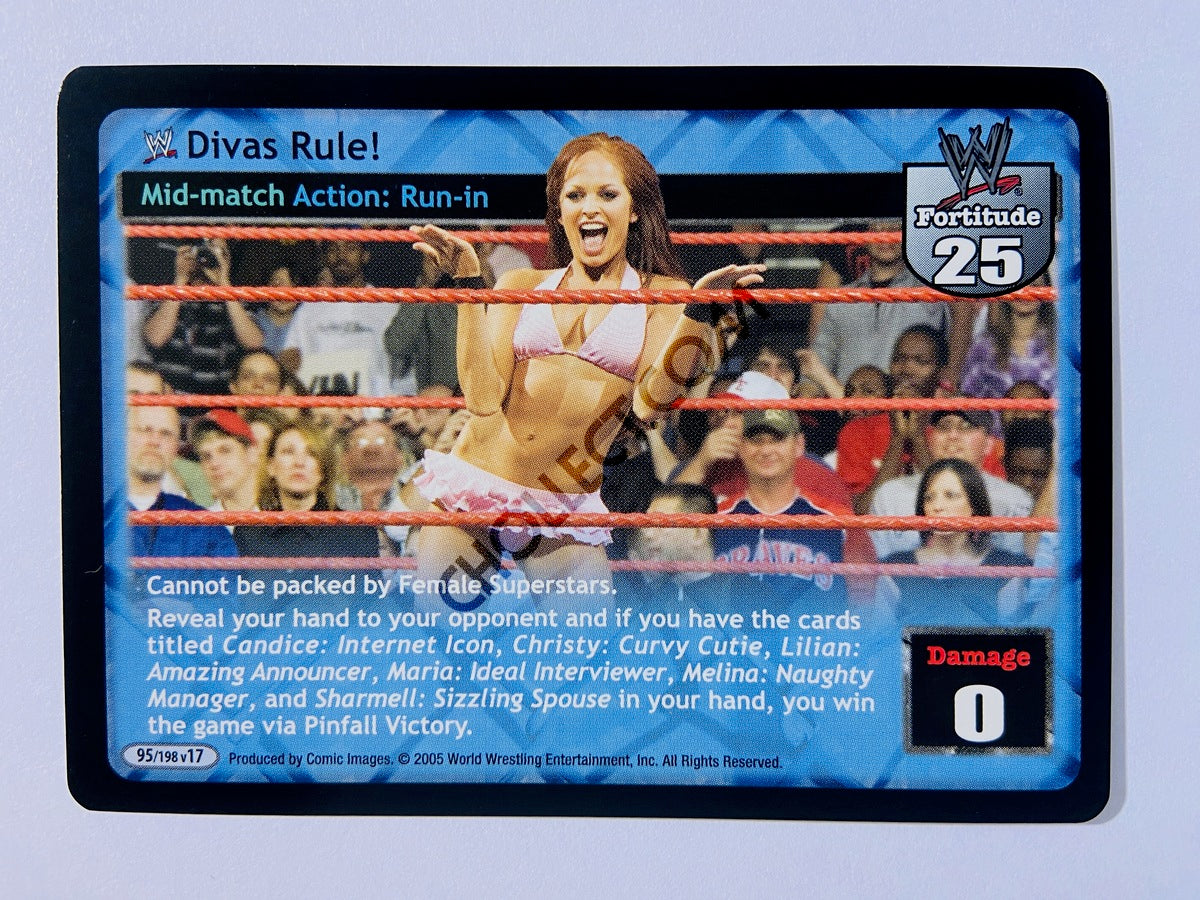 W Divas Rule!
Mid-match Action: Run-in
W
Fortitude
25
BRAVES
CHOLLECT.COM
Cannot be packed by Female Superstars.
Reveal your hand to your opponent and if you have the cards
titled Candice: Internet Icon, Christy: Curvy Cutie, Lilian:
Amazing Announcer, Maria: Ideal Interviewer, Melina: Naughty
Manager, and Sharmell: Sizzling Spouse in your hand, you win
the game via Pinfall Victory.
Damage
0
95/198 v17
Produced by Comic Images. © 2005 World Wrestling Entertainment, Inc. All Rights Reserved.